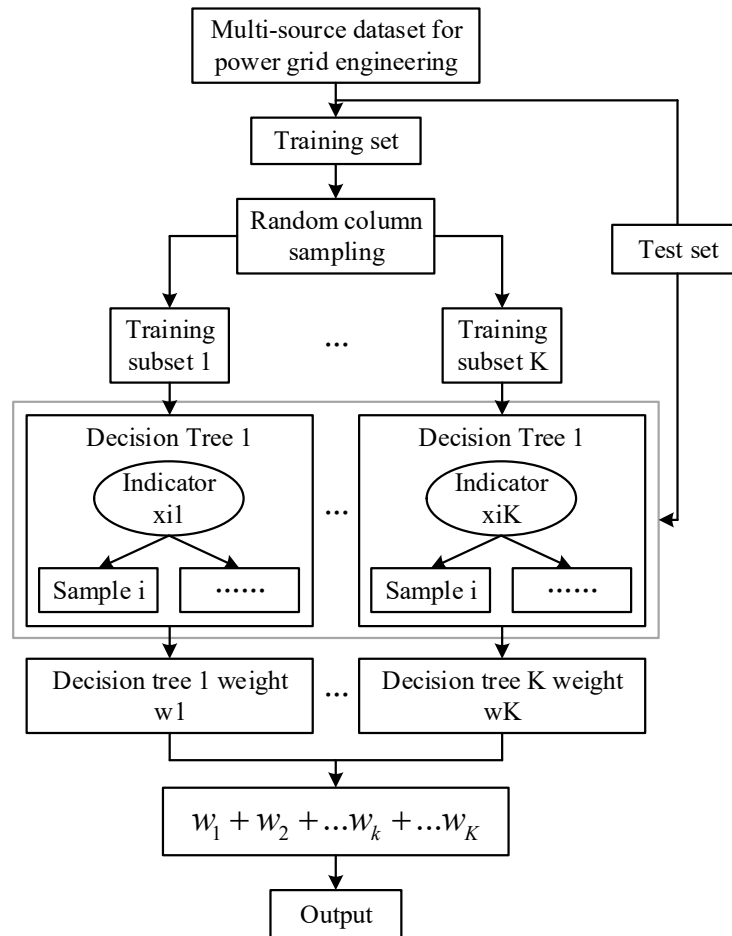 Multi-source dataset for
power grid engineering
Training set
Random column
sampling
Test set
Training
subset 1
...
Training
subset K
Decision Tree 1
Indicator
xi1
Sample i
......
...
Decision Tree 1
Indicator
xiK
Sample i
......
Decision tree 1 weight
w1
...
Decision tree K weight
wK
w₁ + w₂ + ...wₖ + ...w_K
Output